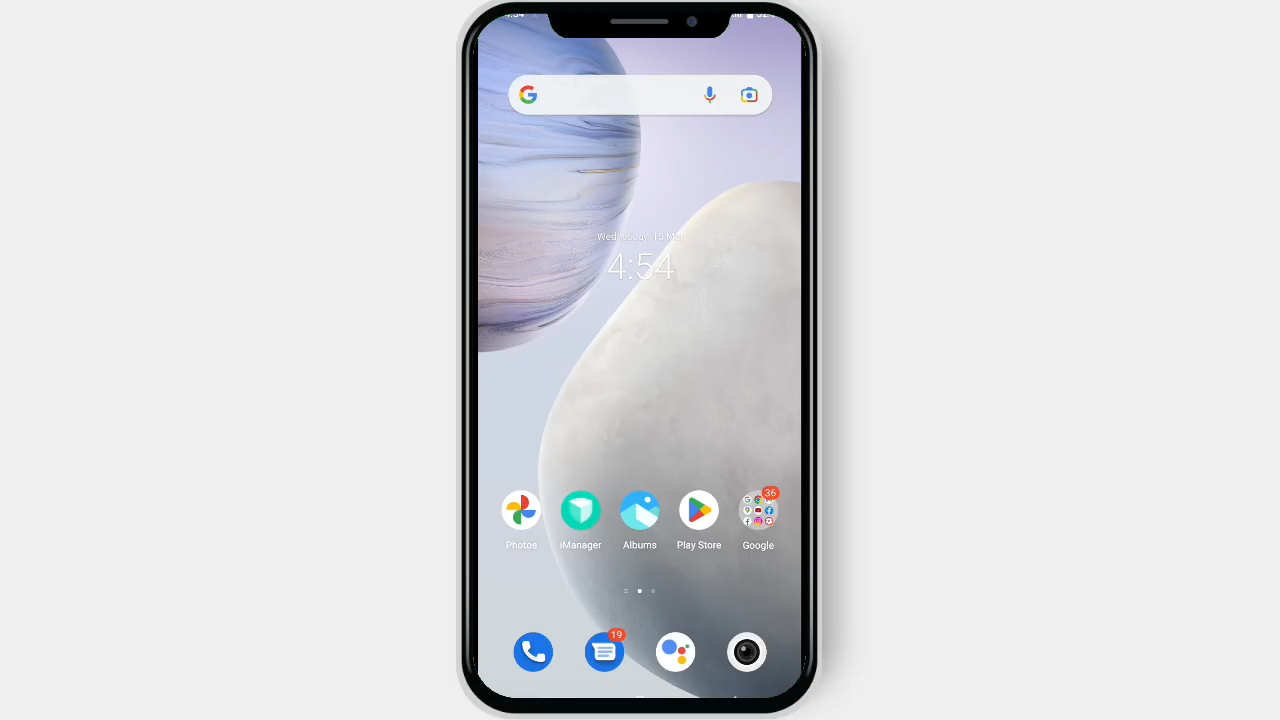 Wednesday, 15 Mar
4:54
Photos
iManager
Albums
Play Store
36
Google
19